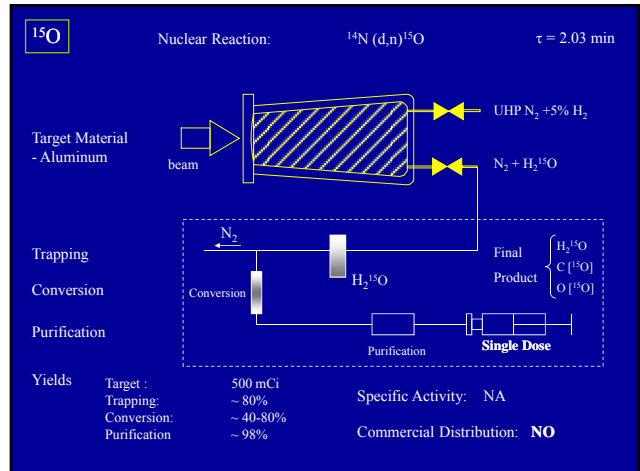 ¹⁵O
Nuclear Reaction: ¹⁴N (d,n)¹⁵O τ = 2.03 min
UHP N₂ +5% H₂
Target Material
- Aluminum
beam
N₂ + H₂¹⁵O
Trapping
N₂
H₂¹⁵O
Final
Product
H₂¹⁵O
C [¹⁵O]
O [¹⁵O]
Conversion
Conversion
Purification
Purification
Single Dose
Yields
Target : 500 mCi
Trapping: ~ 80%
Conversion: ~ 40-80%
Purification ~ 98%
Specific Activity: NA
Commercial Distribution: NO